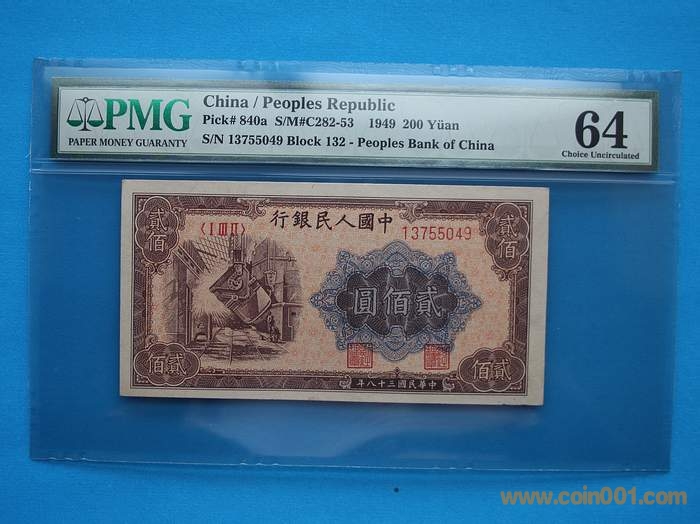 PMG
PAPER MONEY GUARANTY
China / Peoples Republic
Pick# 840a S/M#C282-53 1949 200 Yüan
S/N 13755049 Block 132 - Peoples Bank of China
64
Choice Uncirculated
行銀民人國中
貳佰
貳佰
〈I III II〉
13755049
圓佰貳
佰貳
佰貳
年八十三國民華中
www.coin001.com